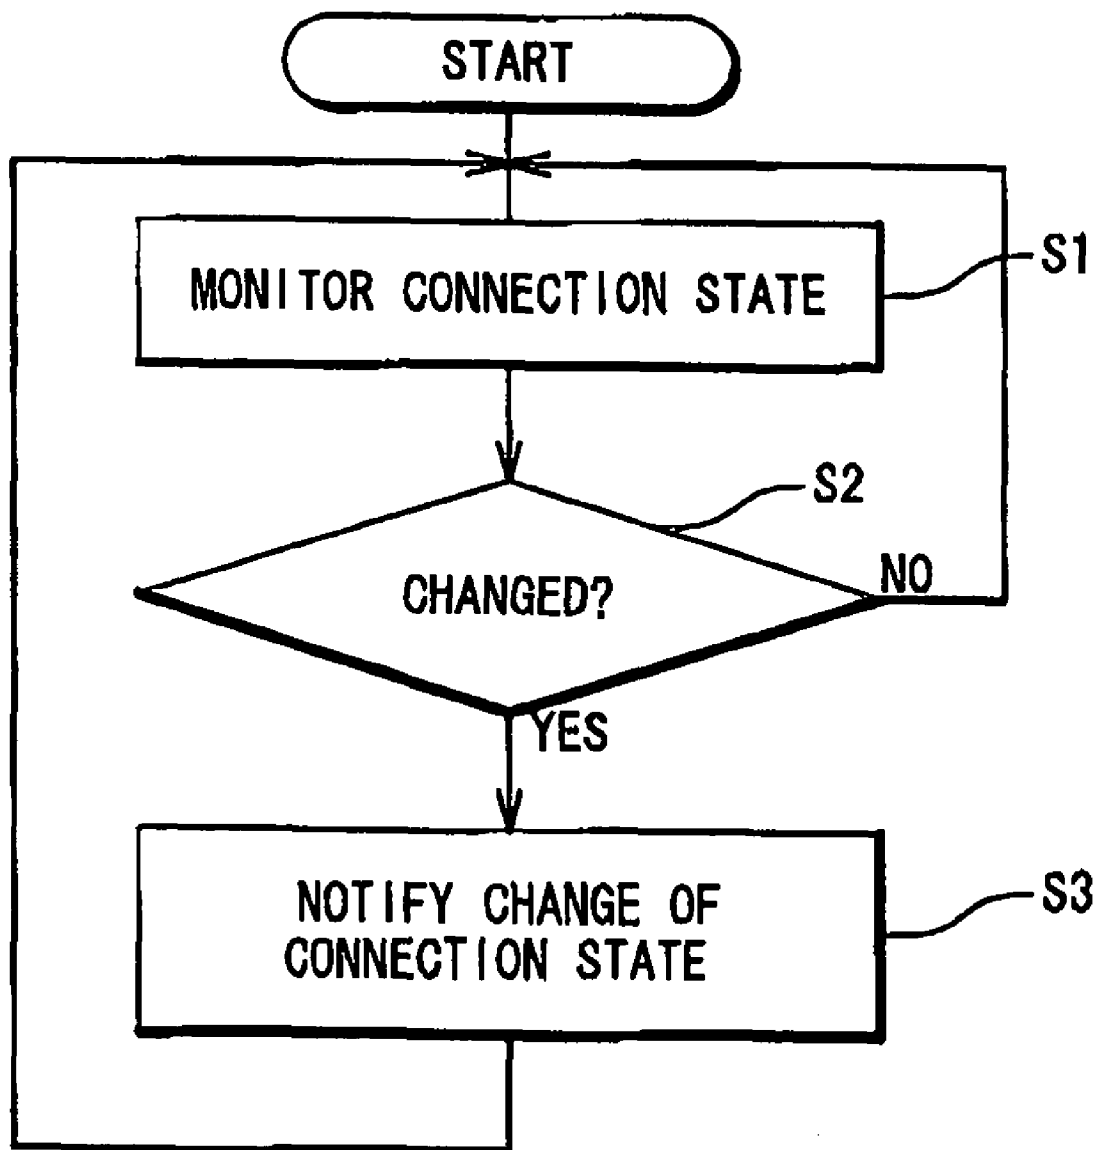 START
MONITOR CONNECTION STATE
S1
S2
CHANGED?
NO
YES
NOTIFY CHANGE OF
CONNECTION STATE
S3